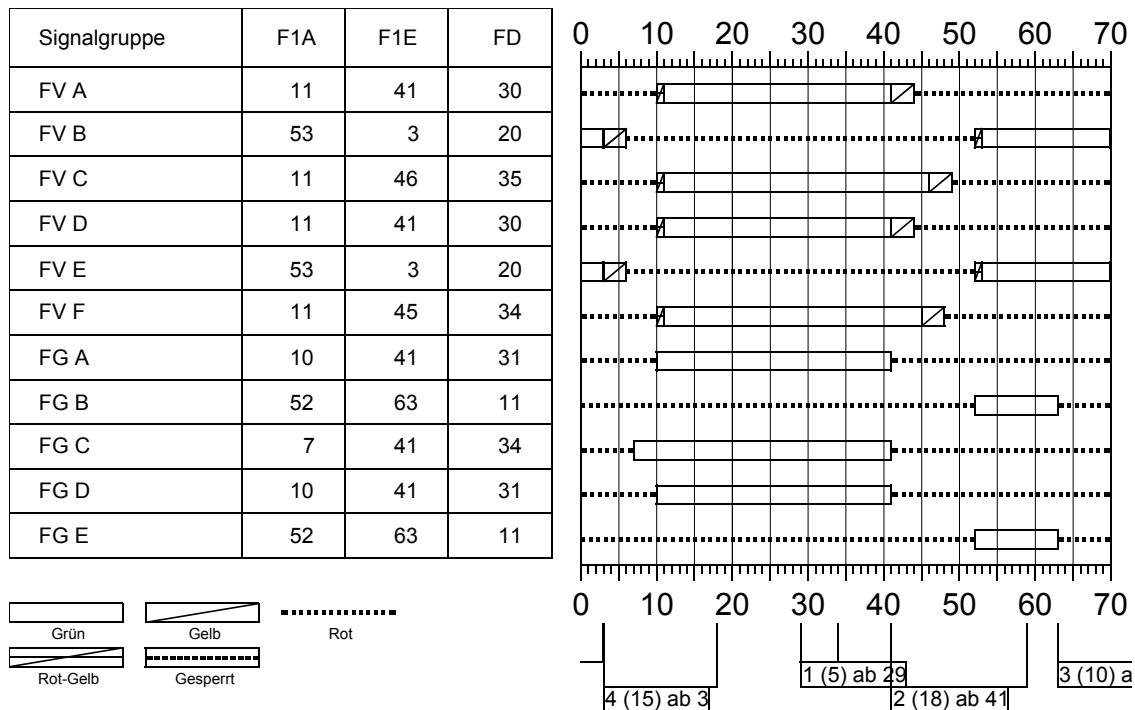 Signalgruppe F1A F1E FD
FV A 11 41 30
FV B 53 3 20
FV C 11 46 35
FV D 11 41 30
FV E 53 3 20
FV F 11 45 34
FG A 10 41 31
FG B 52 63 11
FG C 7 41 34
FG D 10 41 31
FG E 52 63 11
0 10 20 30 40 50 60 70
0 10 20 30 40 50 60 70
Grün Gelb Rot
Rot-Gelb Gesperrt
1 (5) ab 29 3 (10) a
4 (15) ab 3 2 (18) ab 41